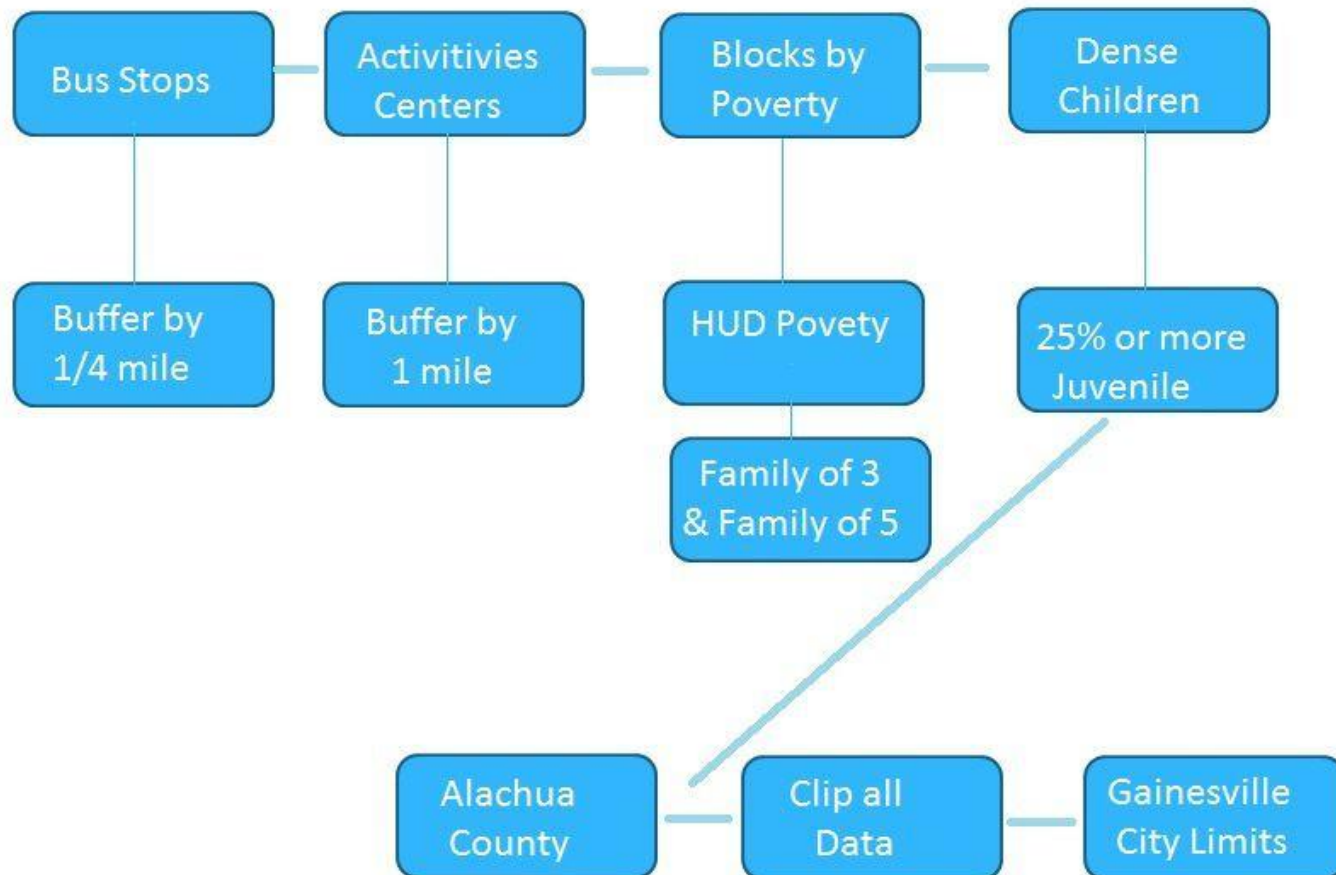 Bus Stops
Activitivies
Centers
Blocks by
Poverty
Dense
Children
Buffer by
1/4 mile
Buffer by
1 mile
HUD Povety
25% or more
Juvenile
Family of 3
& Family of 5
Alachua
County
Clip all
Data
Gainesville
City Limits